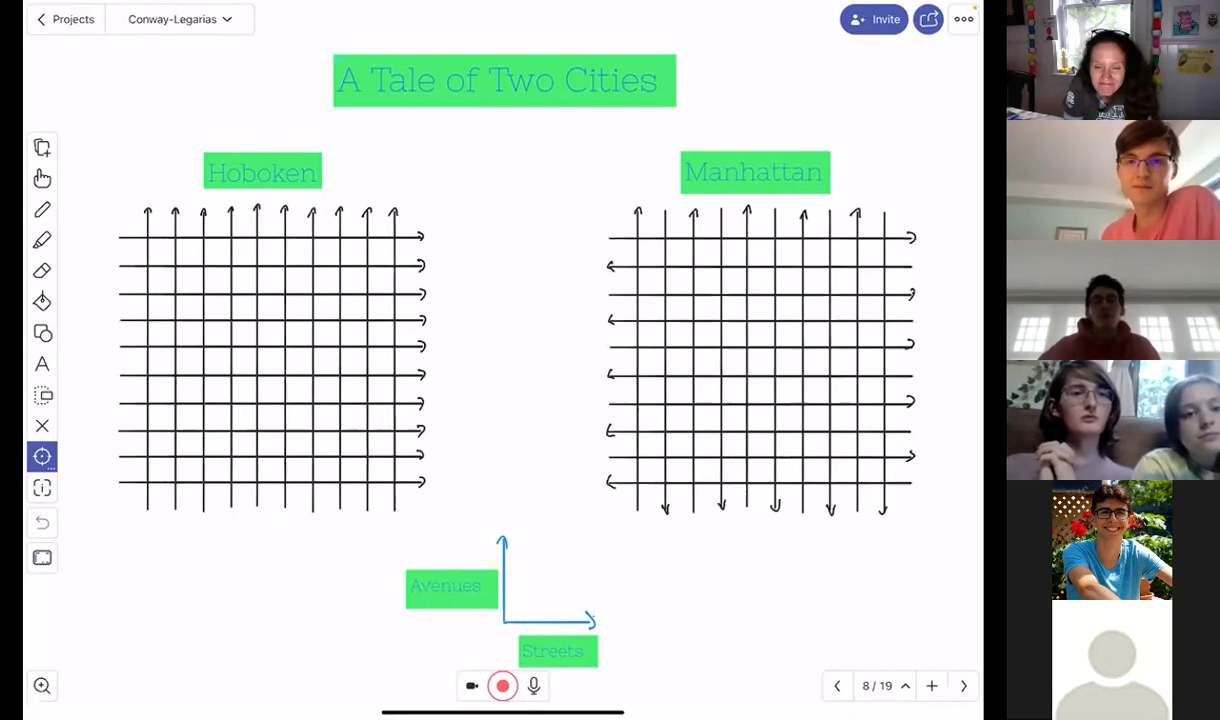 Projects
Conway-Legarias
Invite
A Tale of Two Cities
Hoboken
Manhattan
A
Avenues
Streets
8 / 19